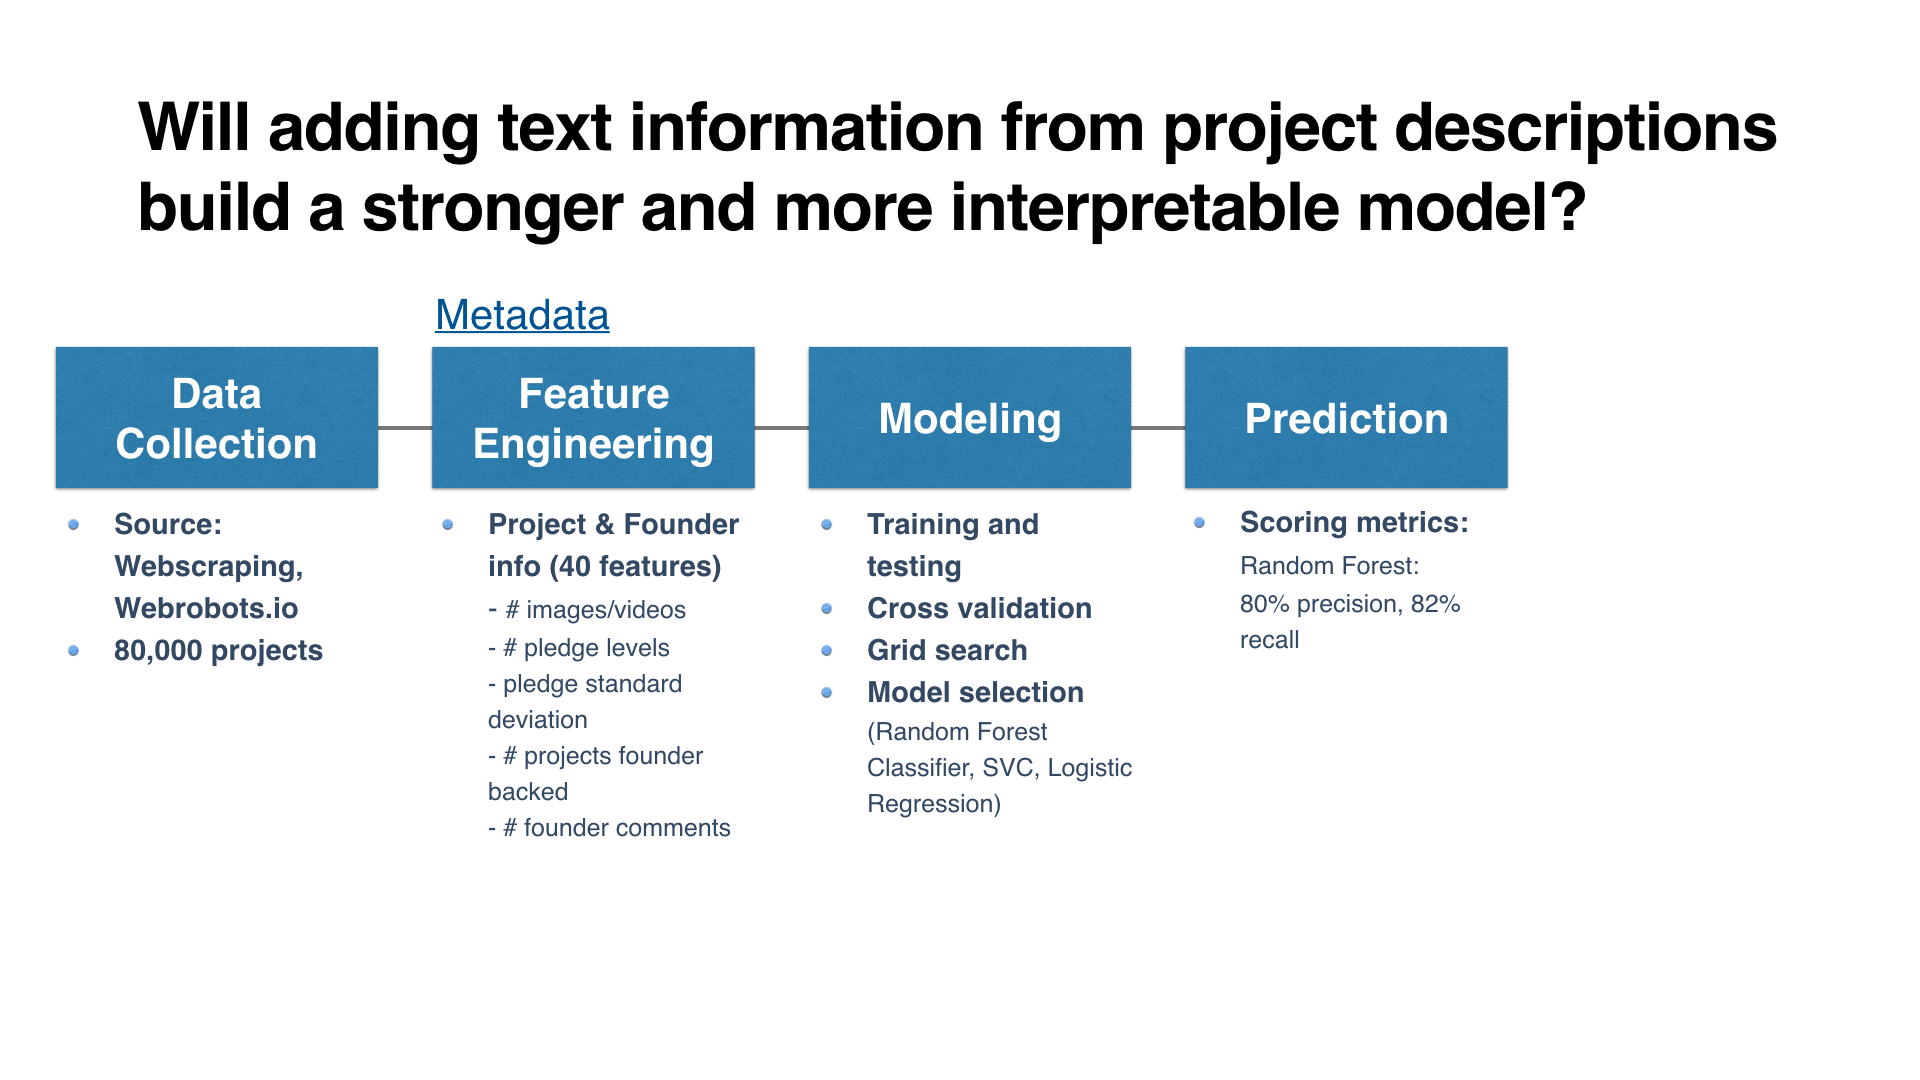 Will adding text information from project descriptions
build a stronger and more interpretable model?
Metadata
Data
Collection
Feature
Engineering
Modeling
Prediction
• Source:
Webscraping,
Webrobots.io
• 80,000 projects
• Project & Founder
info (40 features)
- # images/videos
- # pledge levels
- pledge standard
deviation
- # projects founder
backed
- # founder comments
• Training and
testing
• Cross validation
• Grid search
• Model selection
(Random Forest
Classifier, SVC, Logistic
Regression)
• Scoring metrics:
Random Forest:
80% precision, 82%
recall